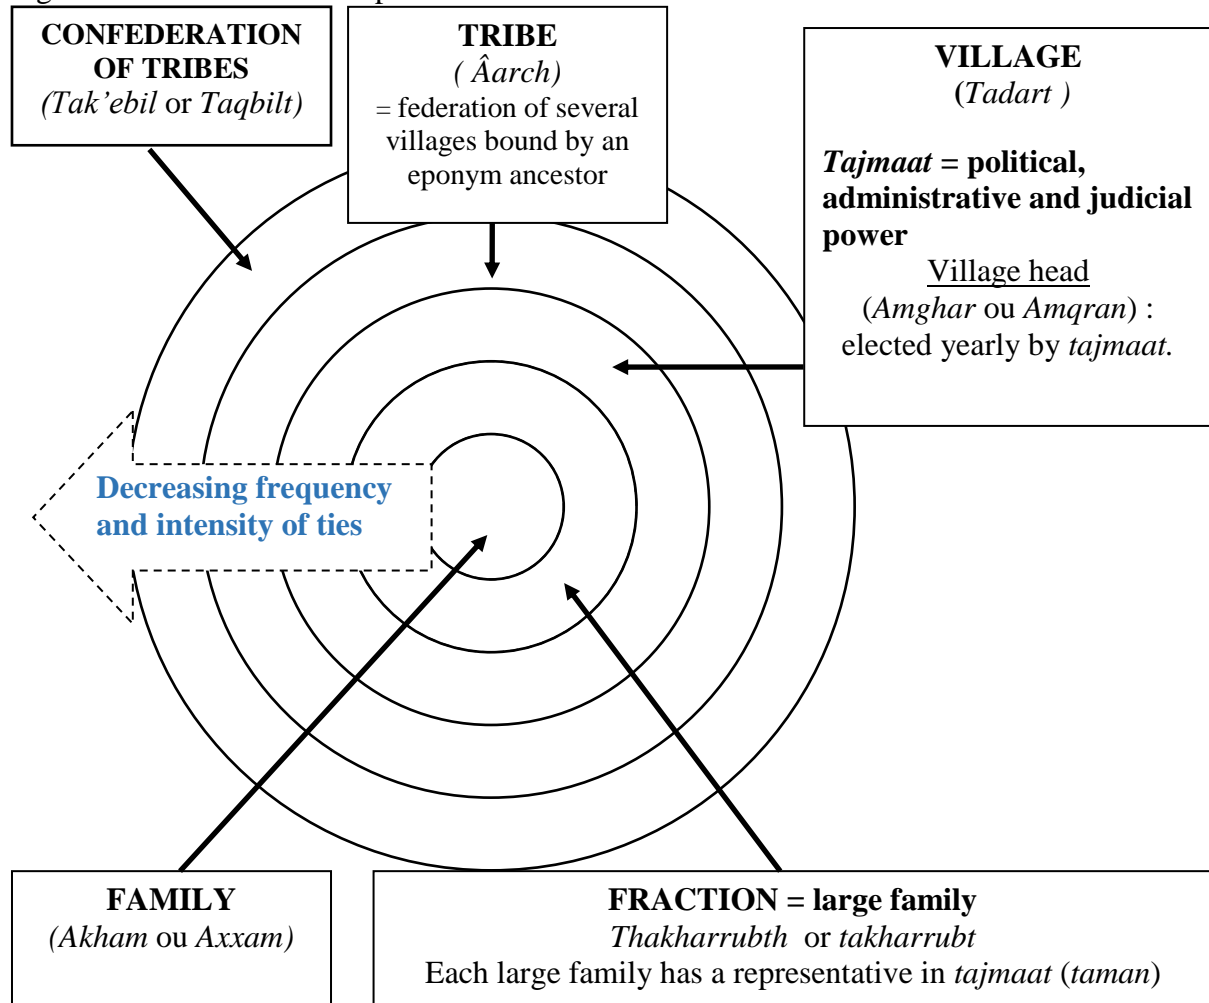 CONFEDERATION
OF TRIBES
(Tak’ebil or Taqbilt)
TRIBE
( Âarch)
= federation of several
villages bound by an
eponym ancestor
VILLAGE
(Tadart )
Tajmaat = political,
administrative and judicial
power
Village head
(Amghar ou Amqran) :
elected yearly by tajmaat.
Decreasing frequency
and intensity of ties
FAMILY
(Akham ou Axxam)
FRACTION = large family
Thakharrubth or takharrubt
Each large family has a representative in tajmaat (taman)